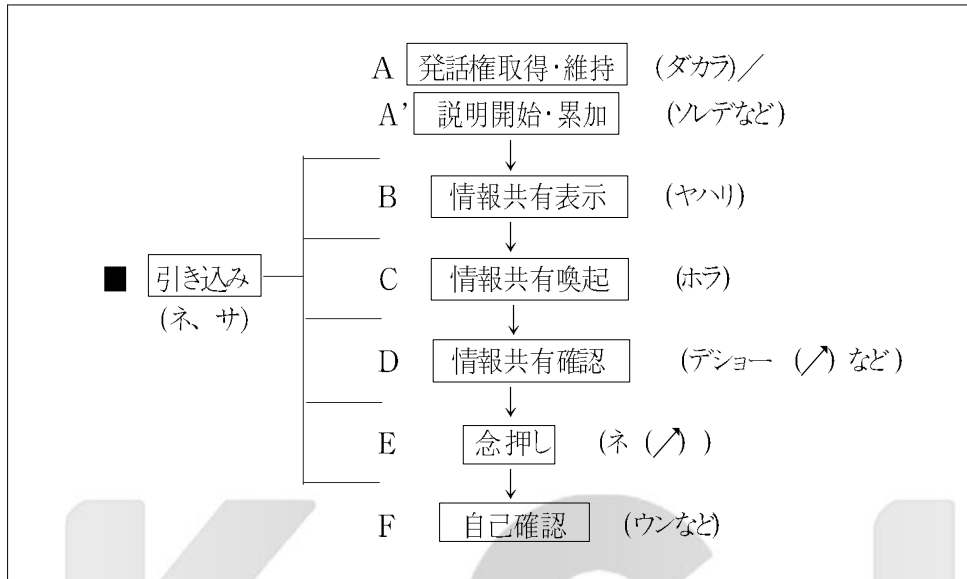 A 発話権取得・維持 (ダカラ)／
A' 説明開始・累加 (ソレデなど)
B 情報共有表示 (ヤハリ)
■ 引き込み
(ネ、サ)
C 情報共有喚起 (ホラ)
D 情報共有確認 (デショー (↗) など)
E 念押し (ネ (↗) )
F 自己確認 (ウンなど)